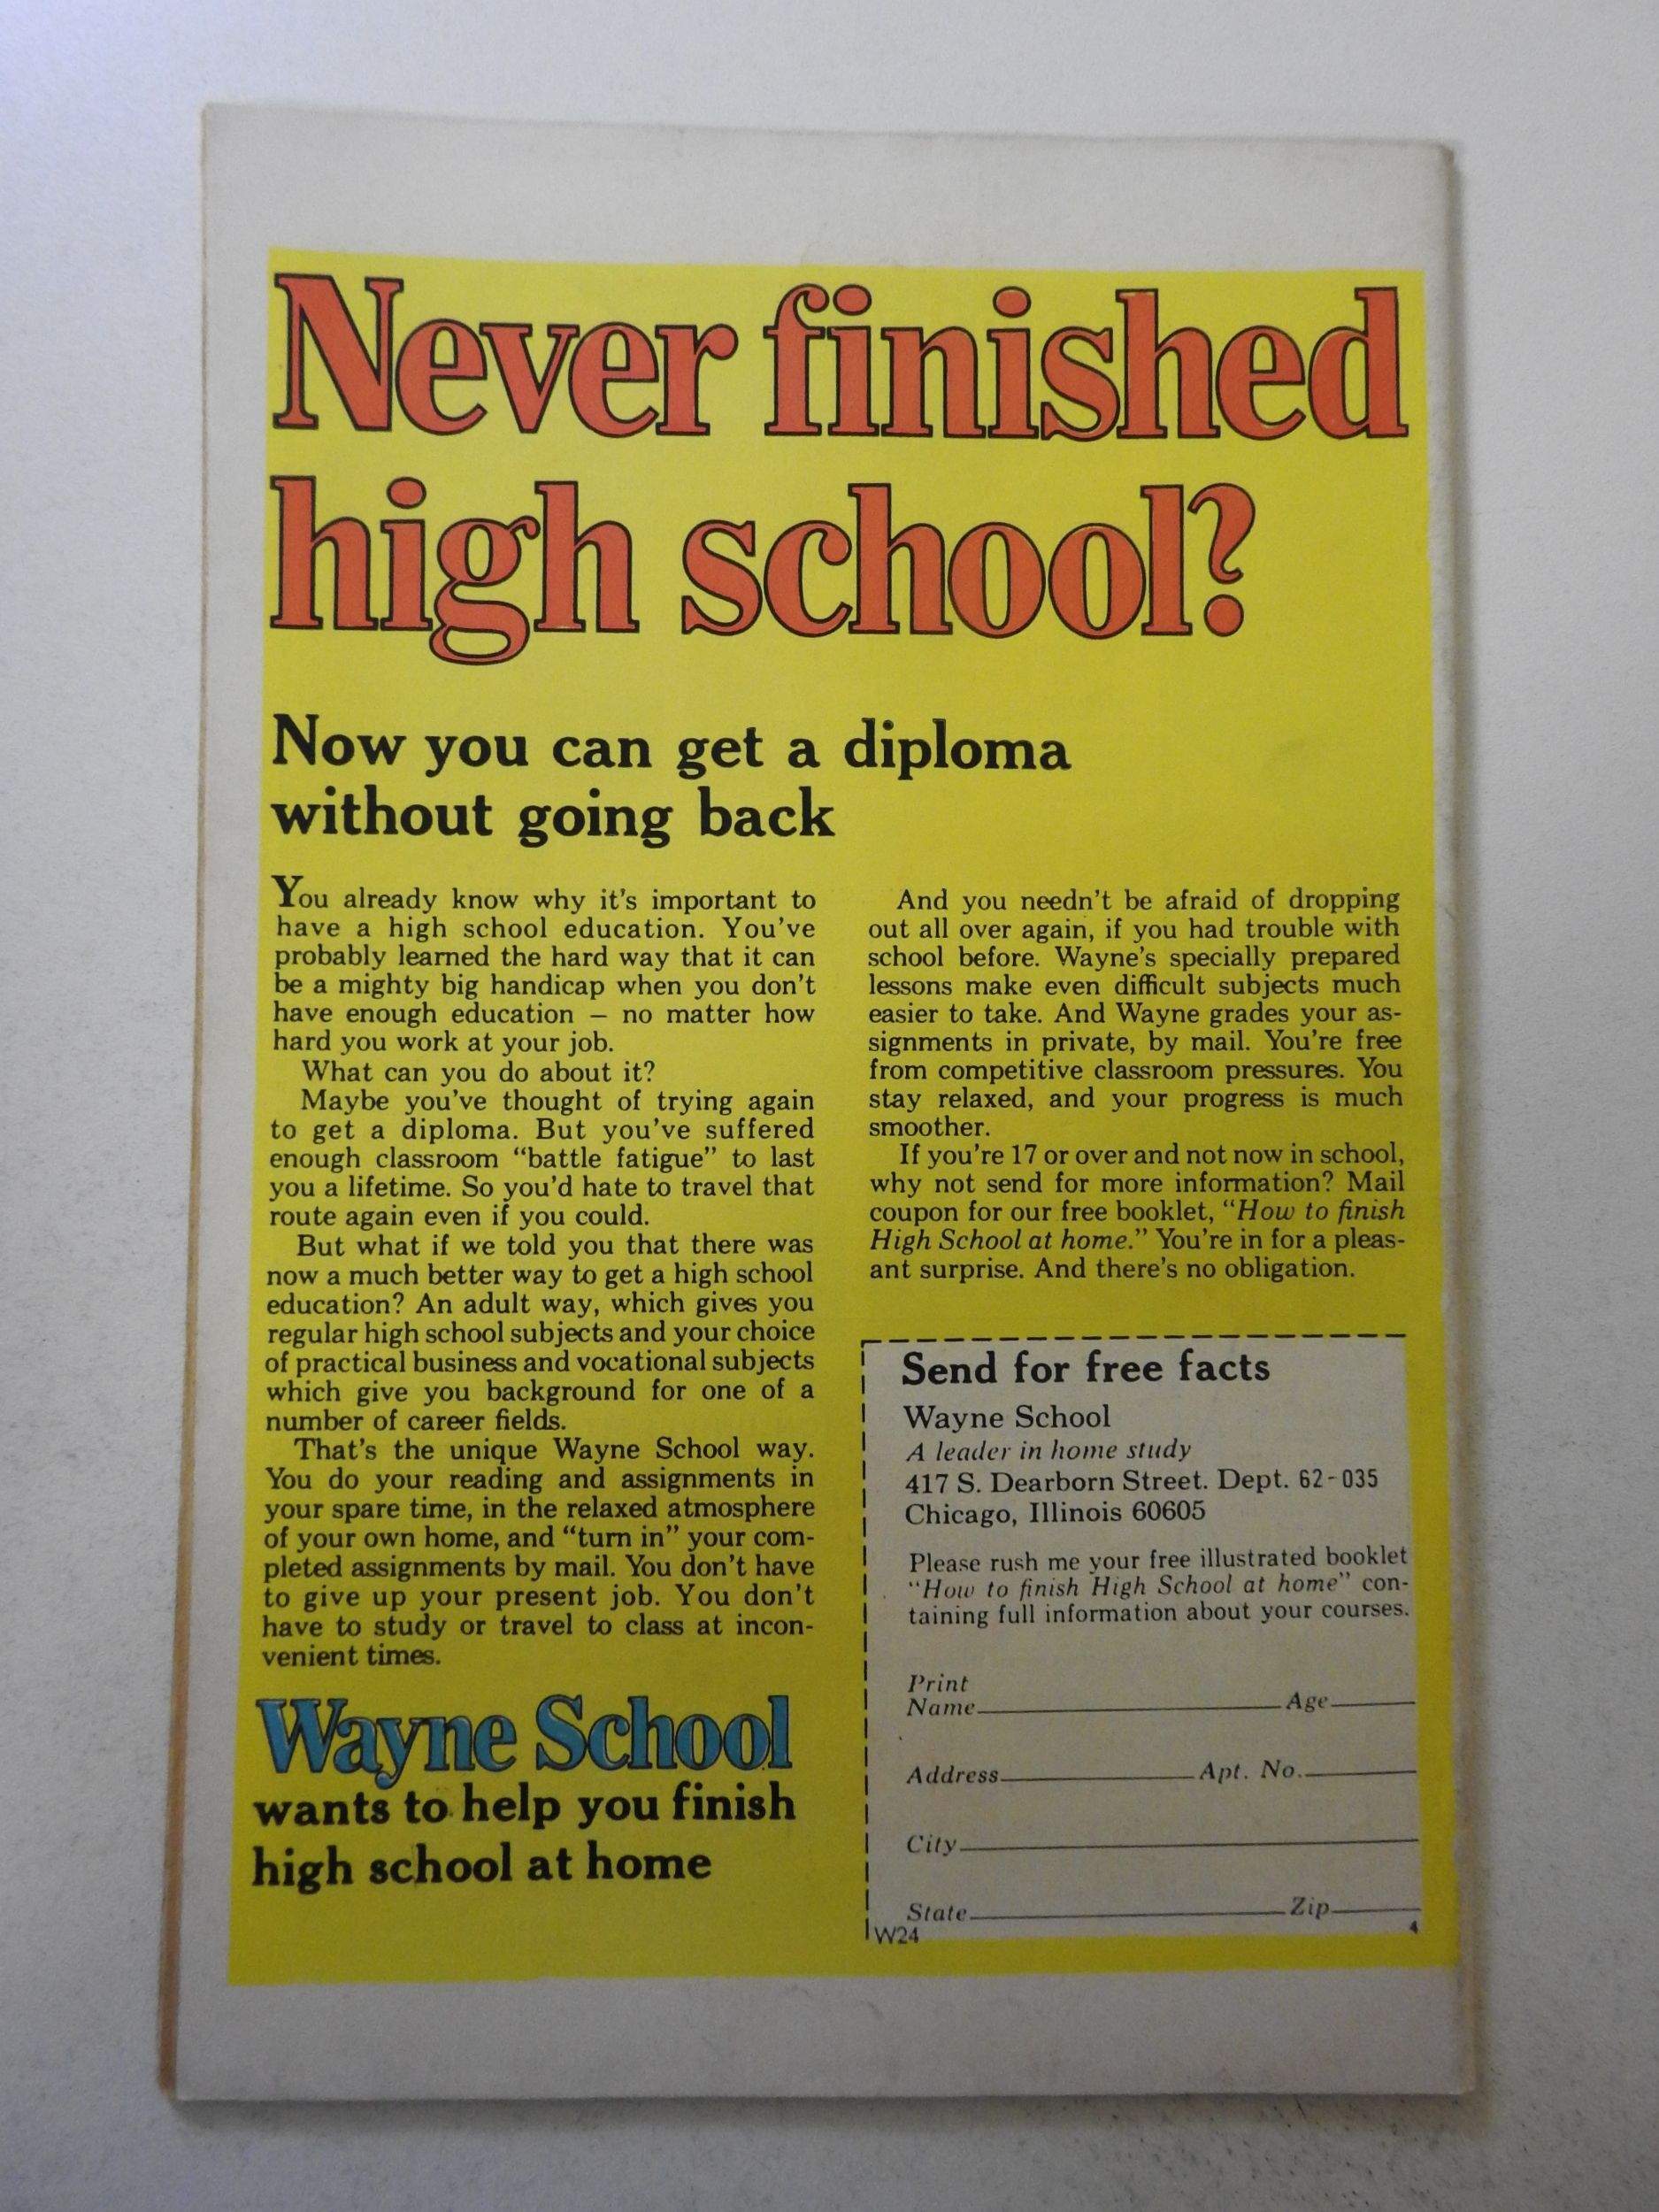 Never finished
high school?
Now you can get a diploma
without going back
You already know why it's important to
have a high school education. You've
probably learned the hard way that it can
be a mighty big handicap when you don't
have enough education – no matter how
hard you work at your job.
What can you do about it?
Maybe you've thought of trying again
to get a diploma. But you've suffered
enough classroom “battle fatigue” to last
you a lifetime. So you'd hate to travel that
route again even if you could.
But what if we told you that there was
now a much better way to get a high school
education? An adult way, which gives you
regular high school subjects and your choice
of practical business and vocational subjects
which give you background for one of a
number of career fields.
That's the unique Wayne School way.
You do your reading and assignments in
your spare time, in the relaxed atmosphere
of your own home, and “turn in” your com-
pleted assignments by mail. You don't have
to give up your present job. You don't
have to study or travel to class at incon-
venient times.
Wayne School
wants to help you finish
high school at home
And you needn't be afraid of dropping
out all over again, if you had trouble with
school before. Wayne's specially prepared
lessons make even difficult subjects much
easier to take. And Wayne grades your as-
signments in private, by mail. You're free
from competitive classroom pressures. You
stay relaxed, and your progress is much
smoother.
If you're 17 or over and not now in school,
why not send for more information? Mail
coupon for our free booklet, “How to finish
High School at home.” You're in for a pleas-
ant surprise. And there's no obligation.
Send for free facts
Wayne School
A leader in home study
417 S. Dearborn Street. Dept. 62-035
Chicago, Illinois 60605
Please rush me your free illustrated booklet
“How to finish High School at home” con-
taining full information about your courses.
Print
Name Age
Address Apt. No.
City
State Zip
W24 4